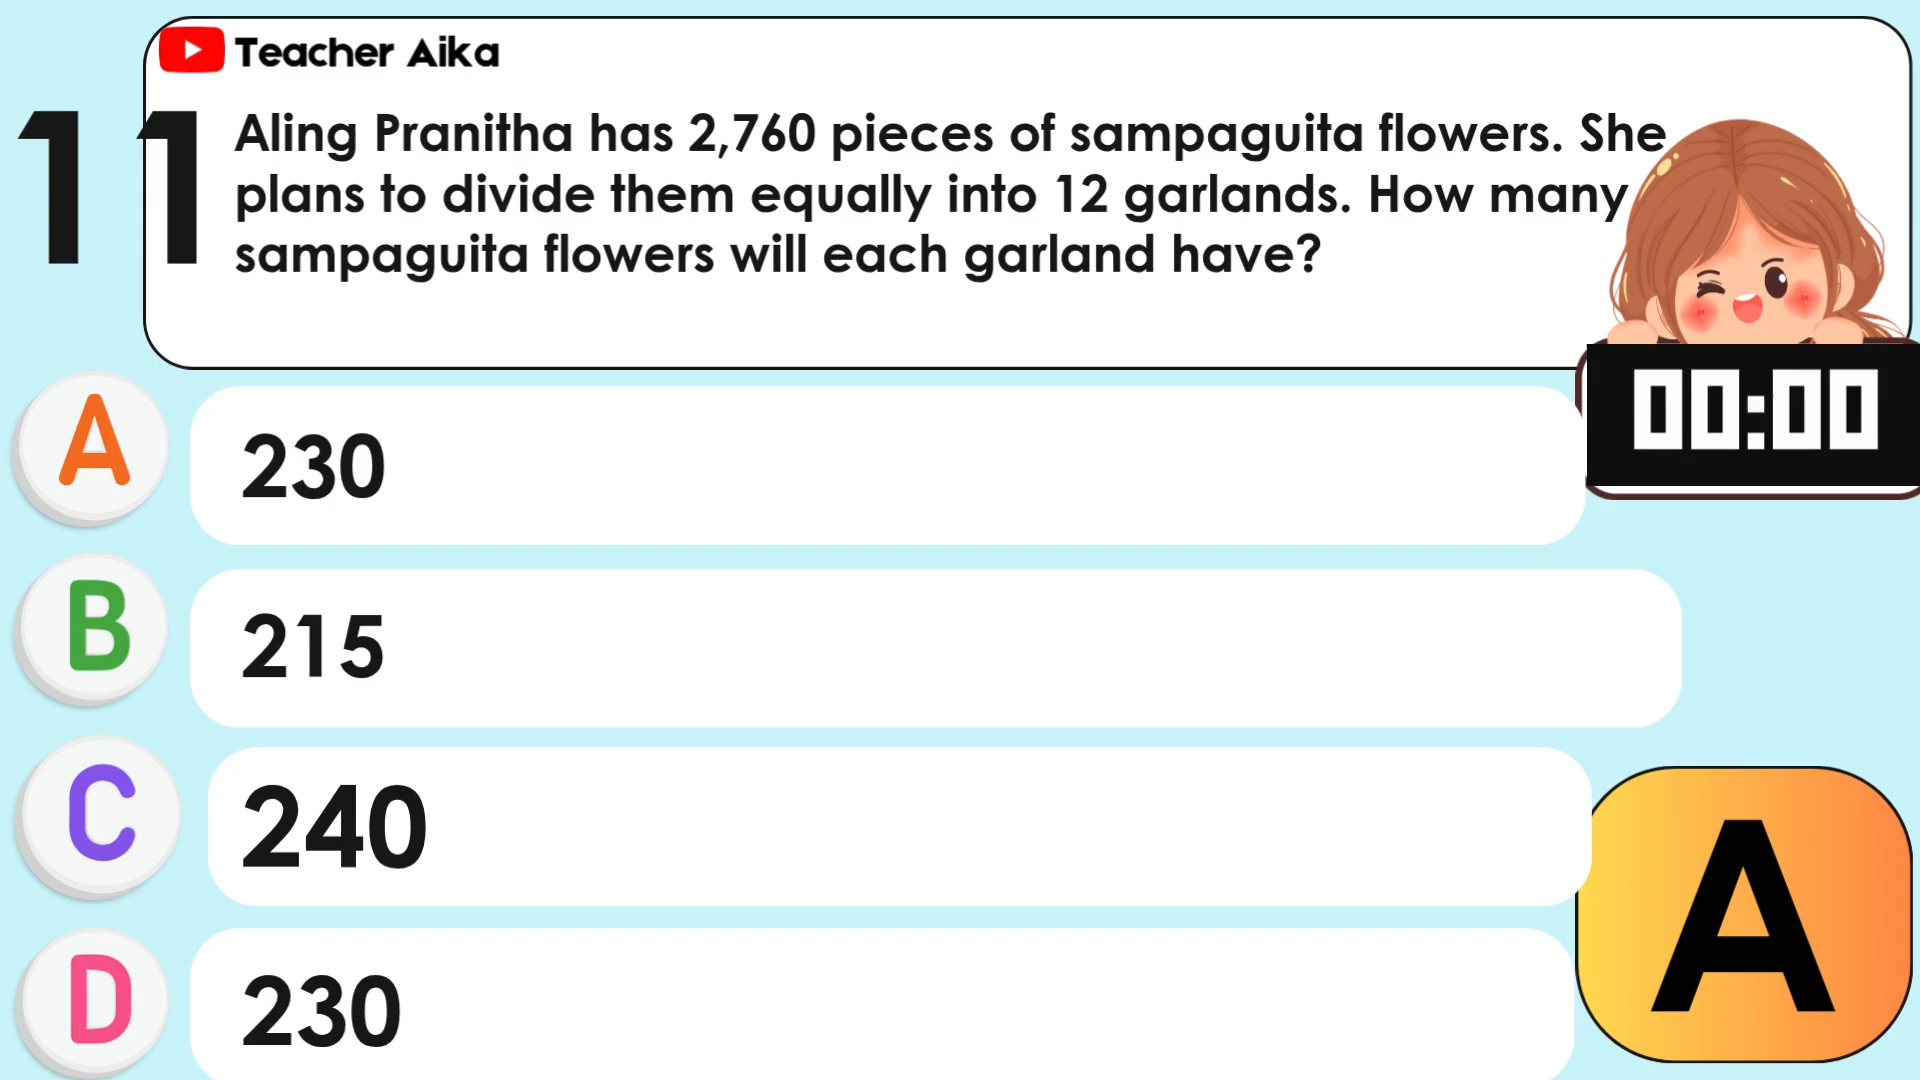 Teacher Aika
11
Aling Pranitha has 2,760 pieces of sampaguita flowers. She
plans to divide them equally into 12 garlands. How many
sampaguita flowers will each garland have?
00:00
A
230
B
215
C
240
D
230
A